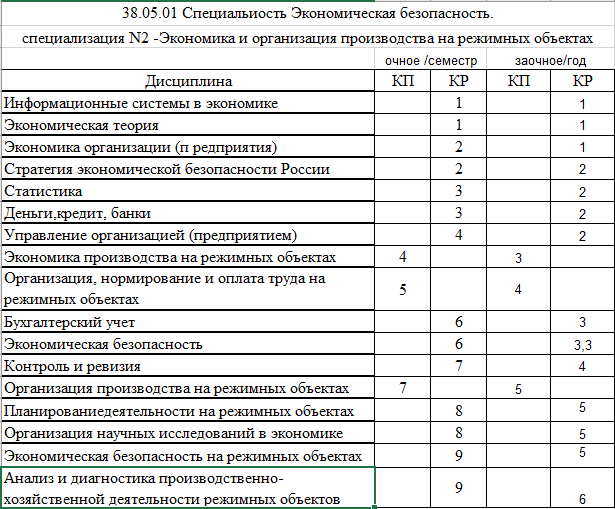 38.05.01 Специальиость Экономическая безопасность.
специализация N2 -Экономика и организация производства на режимных объектах
очное /семестр заочное/год
Дисциплина КП КР КП КР
Информационные системы в экономике 1 1
Экономическая теория 1 1
Экономика организации (п редприятия) 2 1
Стратегия экономической безопасности России 2 2
Статистика 3 2
Деньги,кредит, банки 3 2
Управление организацией (предприятием) 4 2
Экономика производства на режимных объектах 4 3
Организация, нормирование и оплата труда на
режимных объектах 5 4
Бухгалтерский учет 6 3
Экономическая безопасность 6 3,3
Контроль и ревизия 7 4
Организация производства на режимных объектах 7 5
Планированиедеятельности на режимных объектах 8 5
Организация научных исследований в экономике 8 5
Экономическая безопасность на режимных объектах 9 5
Анализ и диагностика производственно-
хозяйственной деятельности режимных объектов 9 6